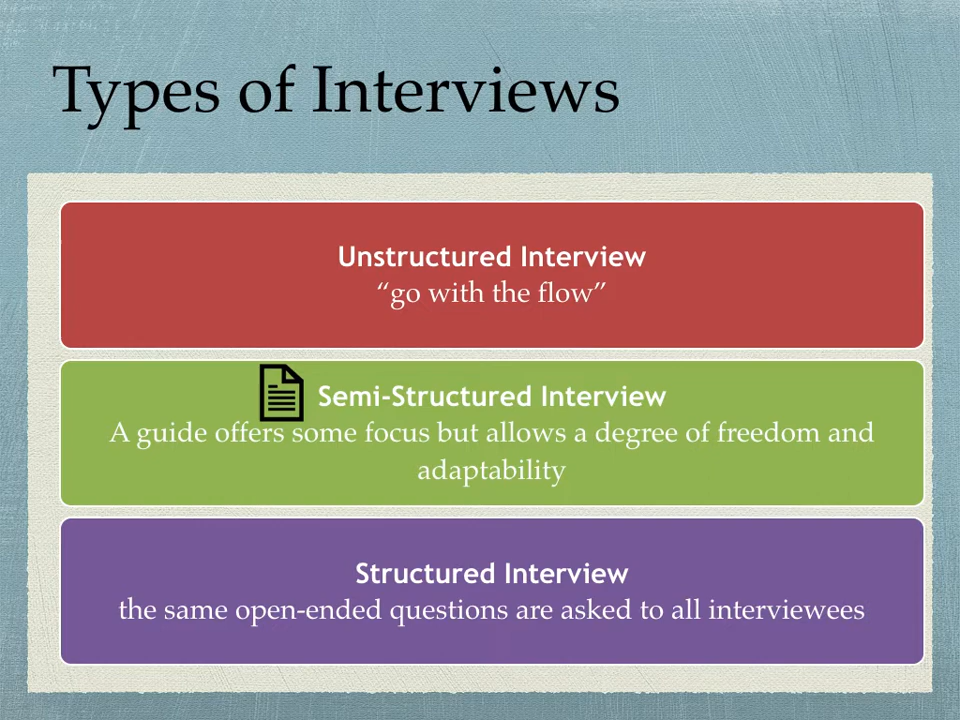 Types of Interviews
Unstructured Interview
“go with the flow”
Semi-Structured Interview
A guide offers some focus but allows a degree of freedom and
adaptability
Structured Interview
the same open-ended questions are asked to all interviewees